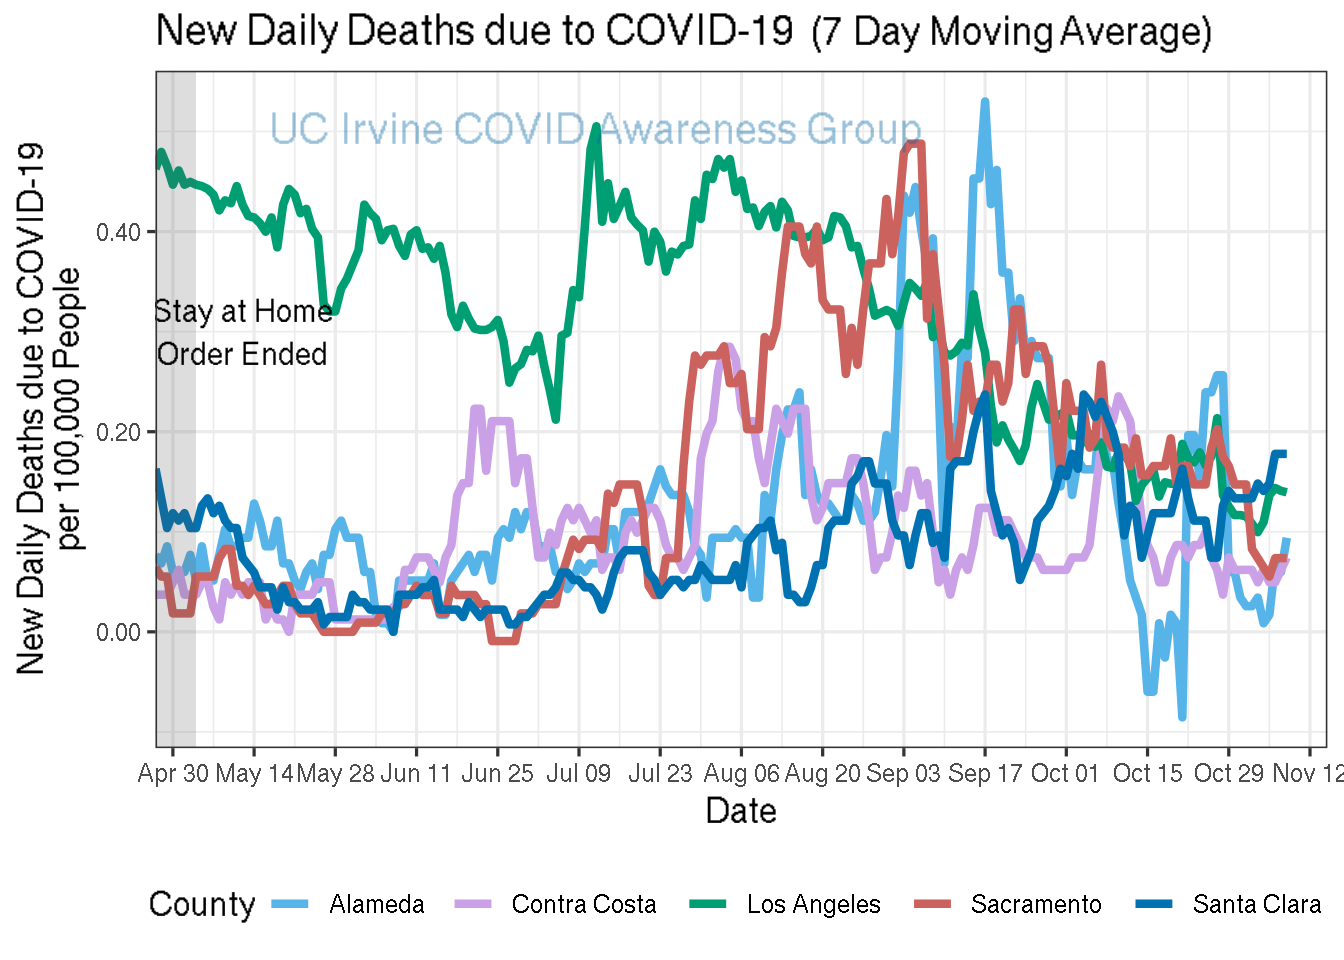 New Daily Deaths due to COVID-19 (7 Day Moving Average)
UC Irvine COVID Awareness Group
New Daily Deaths due to COVID-19
per 100,000 People
0.40
0.20
0.00
Stay at Home
Order Ended
Apr 30 May 14 May 28 Jun 11 Jun 25 Jul 09 Jul 23 Aug 06 Aug 20 Sep 03 Sep 17 Oct 01 Oct 15 Oct 29 Nov 12
Date
County Alameda Contra Costa Los Angeles Sacramento Santa Clara